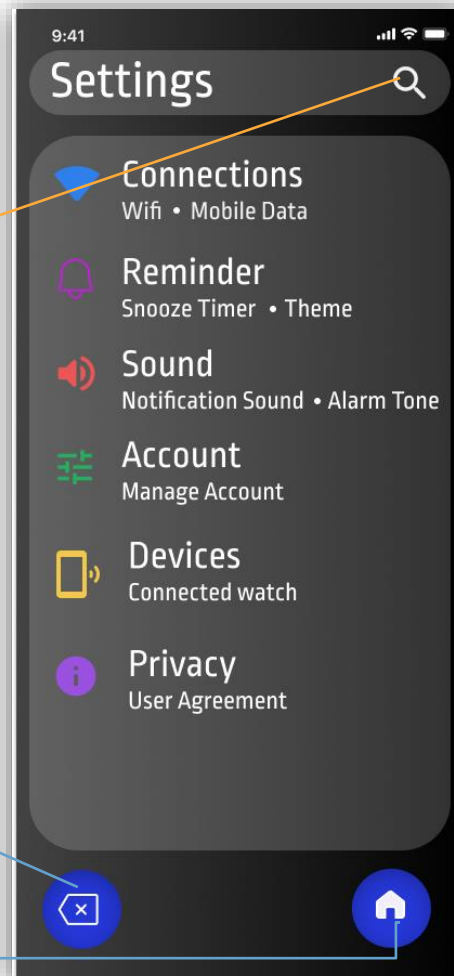 9:41
Settings
Connections
Wifi • Mobile Data
Reminder
Snooze Timer • Theme
Sound
Notification Sound • Alarm Tone
Account
Manage Account
Devices
Connected watch
Privacy
User Agreement